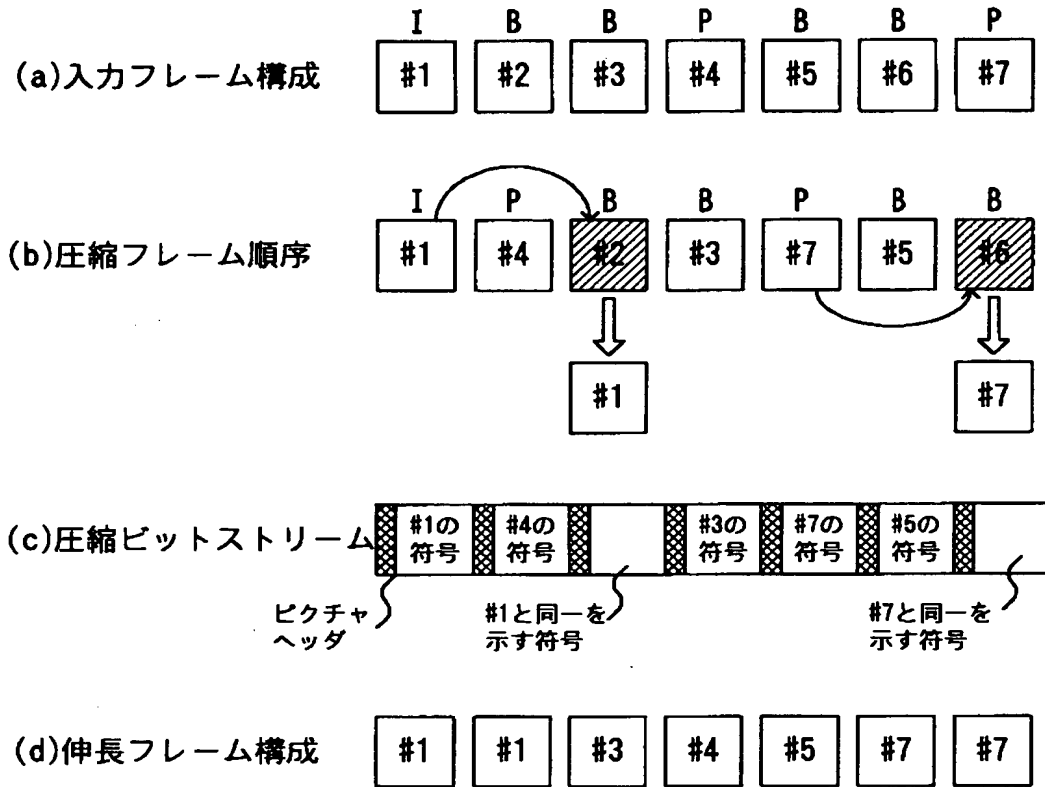 I B B P B B P
(a)入力フレーム構成 #1 #2 #3 #4 #5 #6 #7
I P B B P B B
(b)圧縮フレーム順序 #1 #4 #2 #3 #7 #5 #6
#1 #7
(c)圧縮ビットストリーム #1の符号 #4の符号 #3の符号 #7の符号 #5の符号
ピクチャ
ヘッダ
#1と同一を
示す符号
#7と同一を
示す符号
(d)伸長フレーム構成 #1 #1 #3 #4 #5 #7 #7